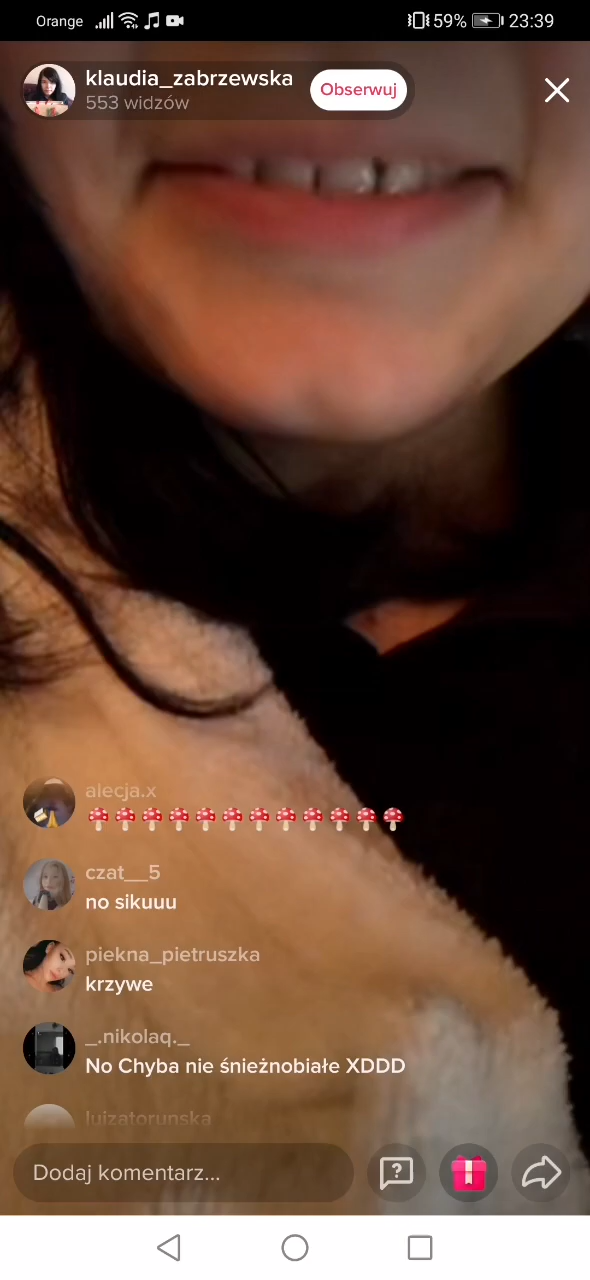 Orange 59% 23:39
klaudia_zabrzewska
553 widzów
Obserwuj
alecja.x
🍄🍄🍄🍄🍄🍄🍄🍄🍄🍄🍄🍄
czat__5
no sikuuu
piekna_pietruszka
krzywe
_.nikolaq._
No Chyba nie śnieżnobiałe XDDD
luizatorunska
Dodaj komentarz...